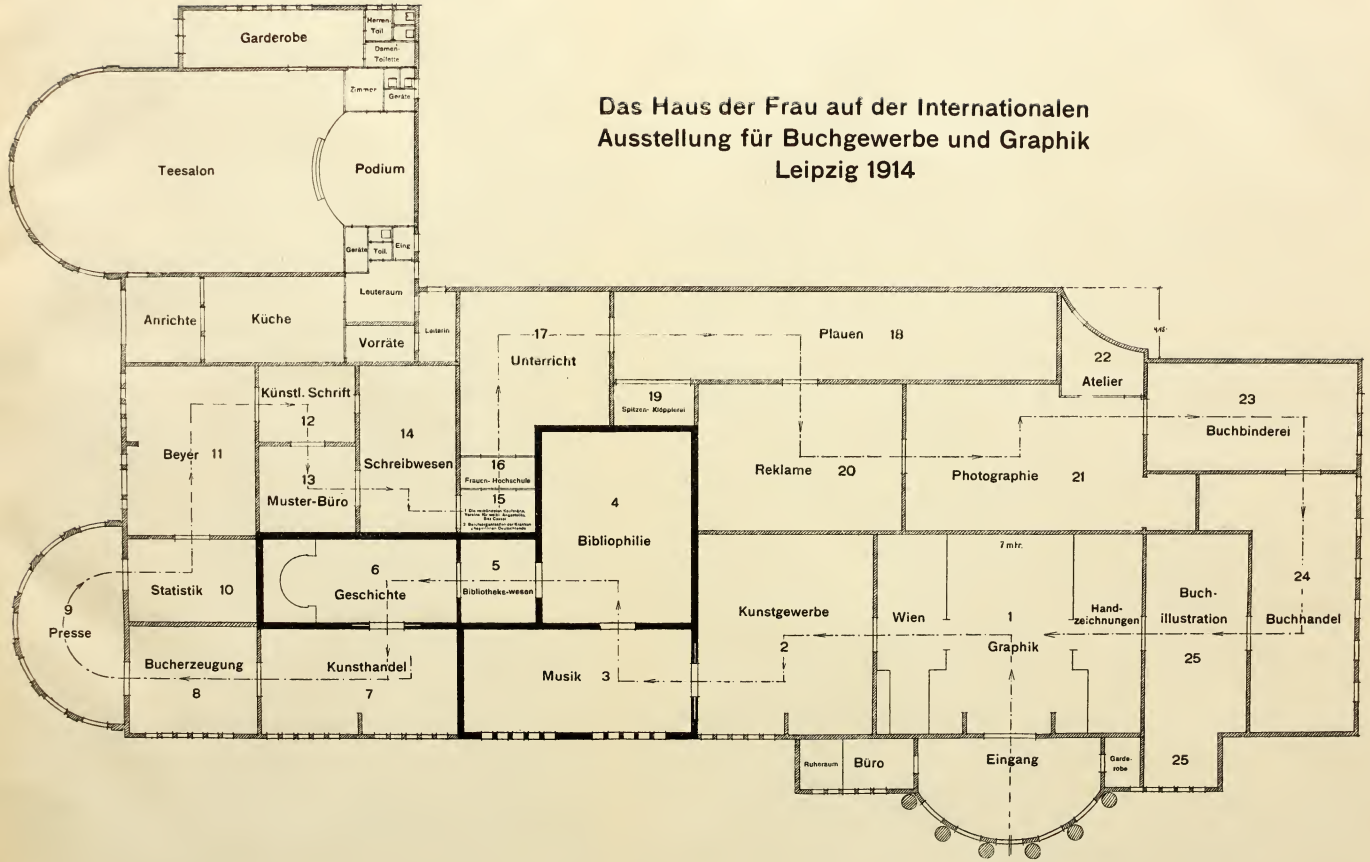 Das Haus der Frau auf der Internationalen
Ausstellung für Buchgewerbe und Graphik
Leipzig 1914
Garderobe
Herren-
Toil.
Damen-
Toilette
Zimmer
Geräte
Teesalon
Podium
Geräte
Toil.
Eing
Leuteraum
Anrichte
Küche
Vorräte
Leiterin
17
Unterricht
Plauen 18
22
Atelier
19
Spitzen- Klöpplerei
23
Buchbinderei
Künstl. Schrift
12
Beyer 11
14
Schreibwesen
13
Muster-Büro
16
Frauen- Hochschule
15
4
Bibliophilie
Reklame 20
Photographie 21
9
Presse
Statistik 10
6
Geschichte
5
Bibliotheks-wesen
Kunstgewerbe
2
Wien
7 mtr.
1
Graphik
Hand-
zeichnungen
Buch-
illustration
25
24
Buchhandel
Bucherzeugung
8
Kunsthandel
7
Musik 3
Ruheraum
Büro
Eingang
Garde-
robe
25